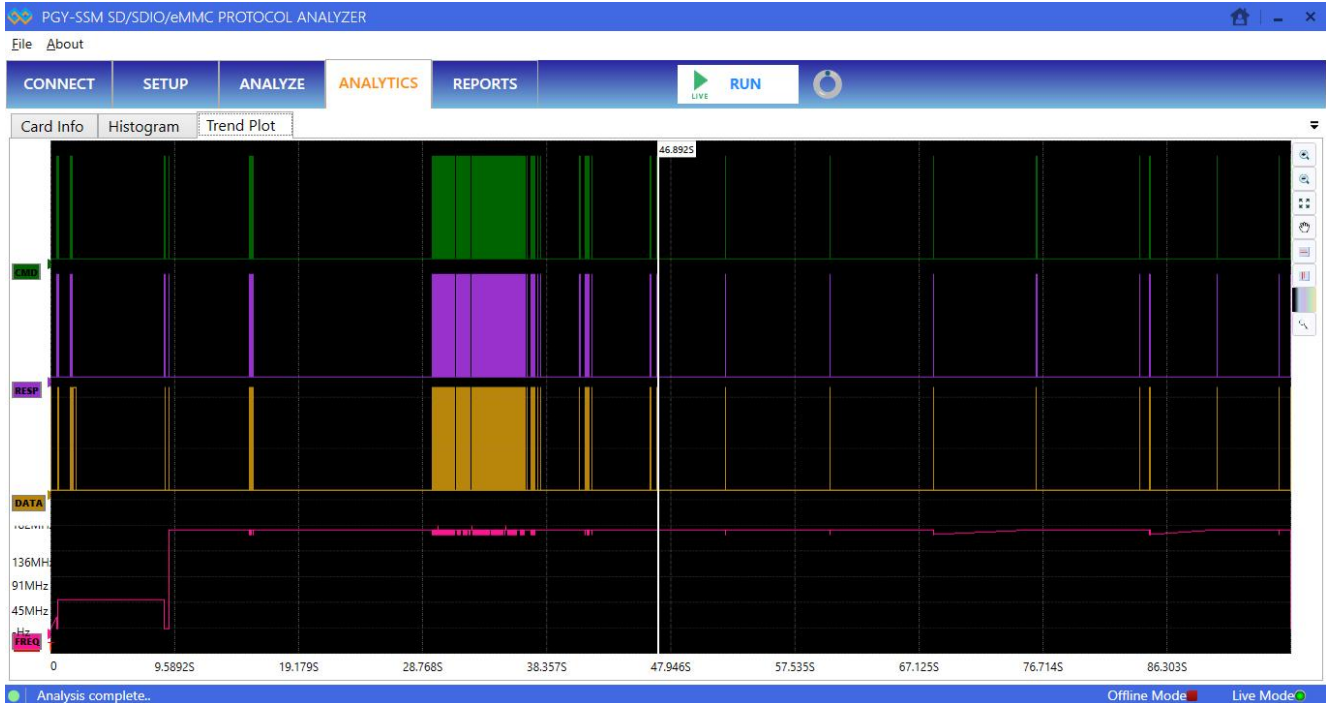 PGY-SSM SD/SDIO/eMMC PROTOCOL ANALYZER
File About
CONNECT SETUP ANALYZE ANALYTICS REPORTS LIVE RUN
Card Info Histogram Trend Plot
46.892S
CMD
RESP
DATA
136MHz
91MHz
45MHz
-Hz
FREQ
0 9.5892S 19.179S 28.768S 38.357S 47.946S 57.535S 67.125S 76.714S 86.303S
Analysis complete.. Offline Mode Live Mode